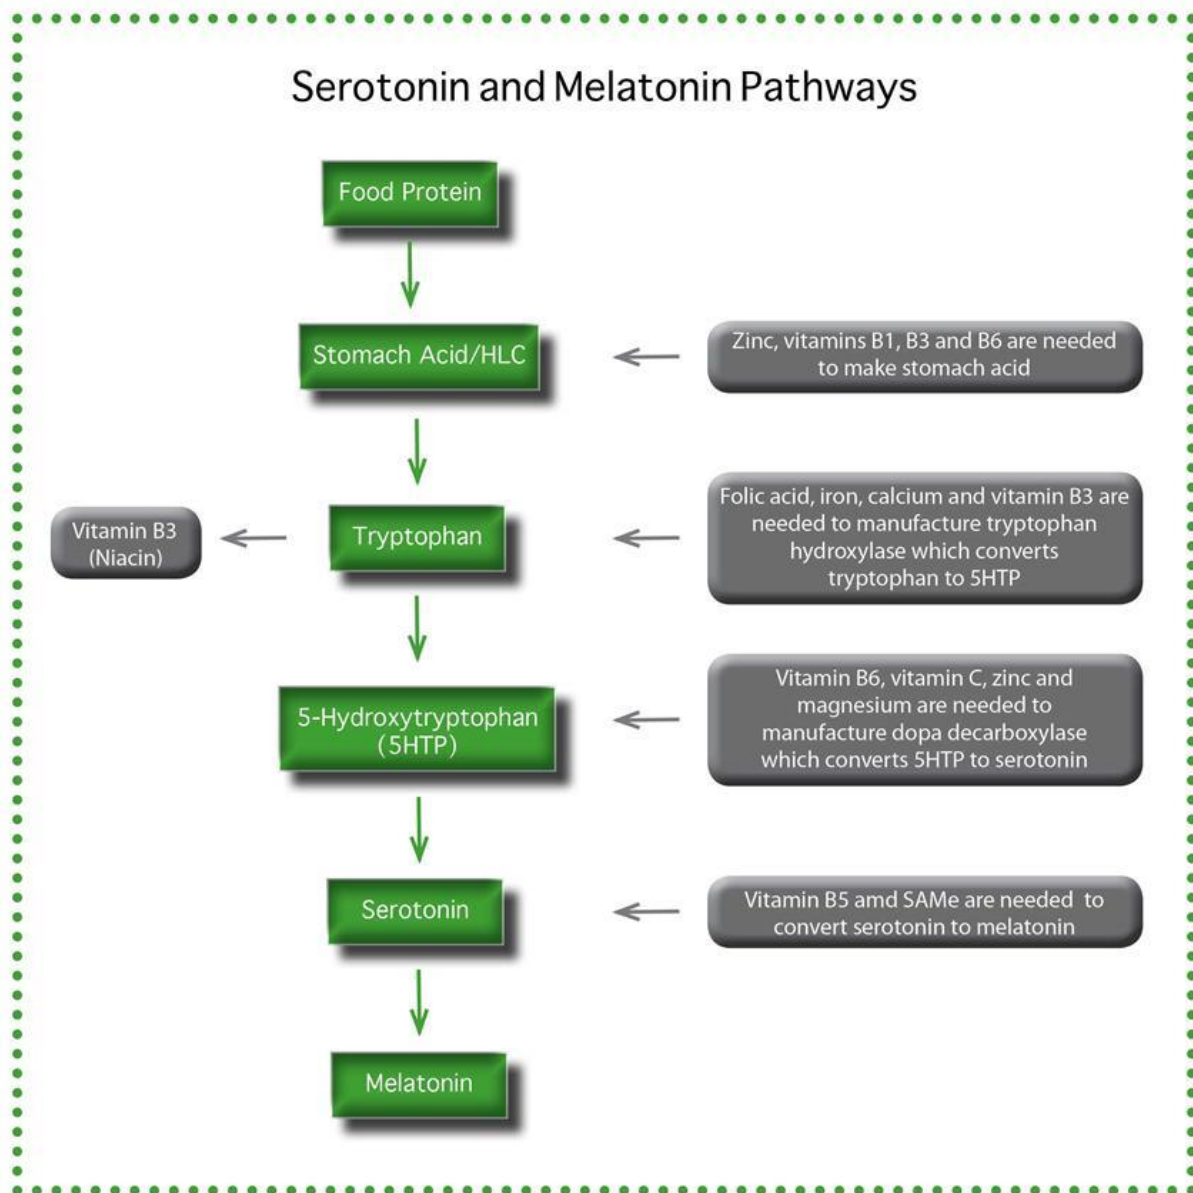 Serotonin and Melatonin Pathways
Food Protein
Stomach Acid/HLC
Zinc, vitamins B1, B3 and B6 are needed
to make stomach acid
Vitamin B3
(Niacin)
Tryptophan
Folic acid, iron, calcium and vitamin B3 are
needed to manufacture tryptophan
hydroxylase which converts
tryptophan to 5HTP
5-Hydroxytryptophan
(5HTP)
Vitamin B6, vitamin C, zinc and
magnesium are needed to
manufacture dopa decarboxylase
which converts 5HTP to serotonin
Serotonin
Vitamin B5 amd SAMe are needed to
convert serotonin to melatonin
Melatonin